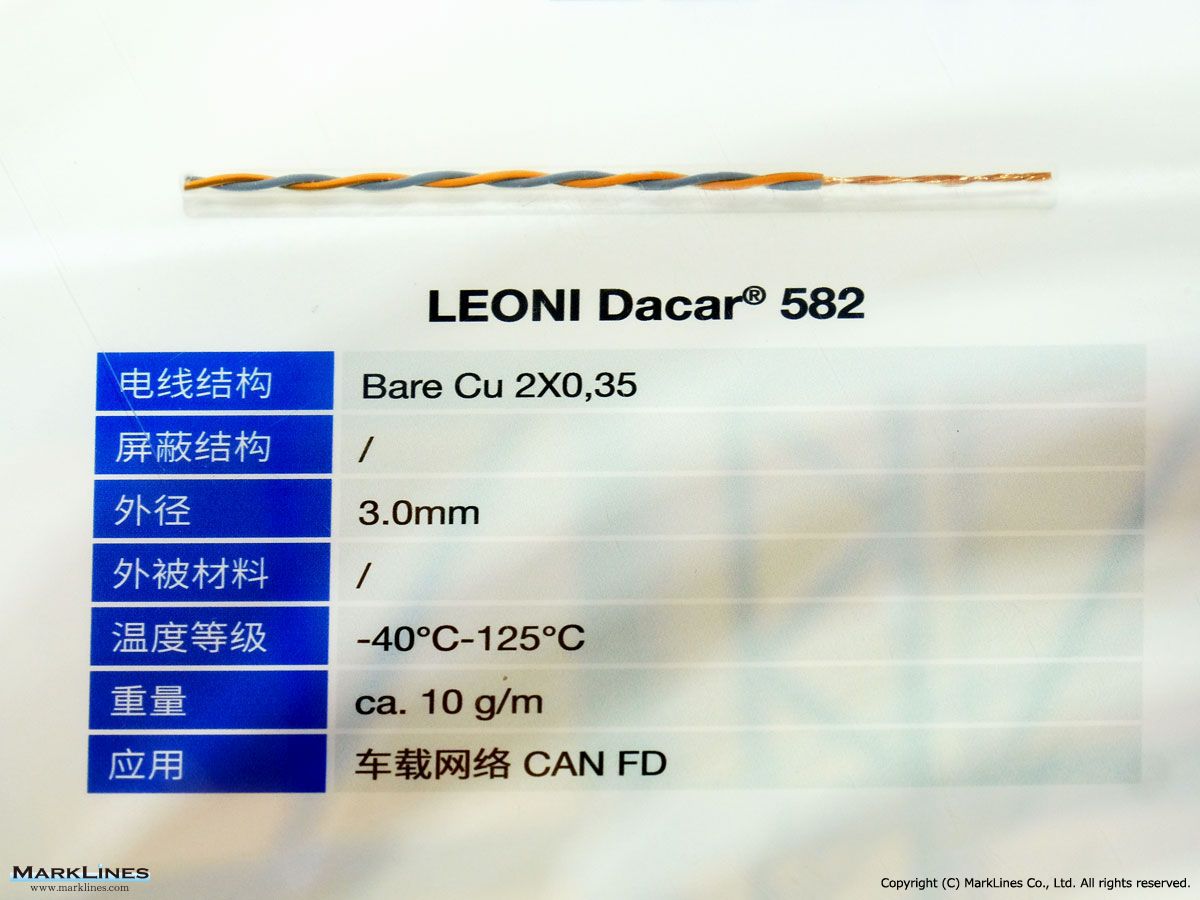 LEONI Dacar® 582
电线结构 Bare Cu 2X0,35
屏蔽结构 /
外径 3.0mm
外被材料 /
温度等级 -40°C-125°C
重量 ca. 10 g/m
应用 车载网络 CAN FD
MARKLINES
www.marklines.com
Copyright (C) MarkLines Co., Ltd. All rights reserved.